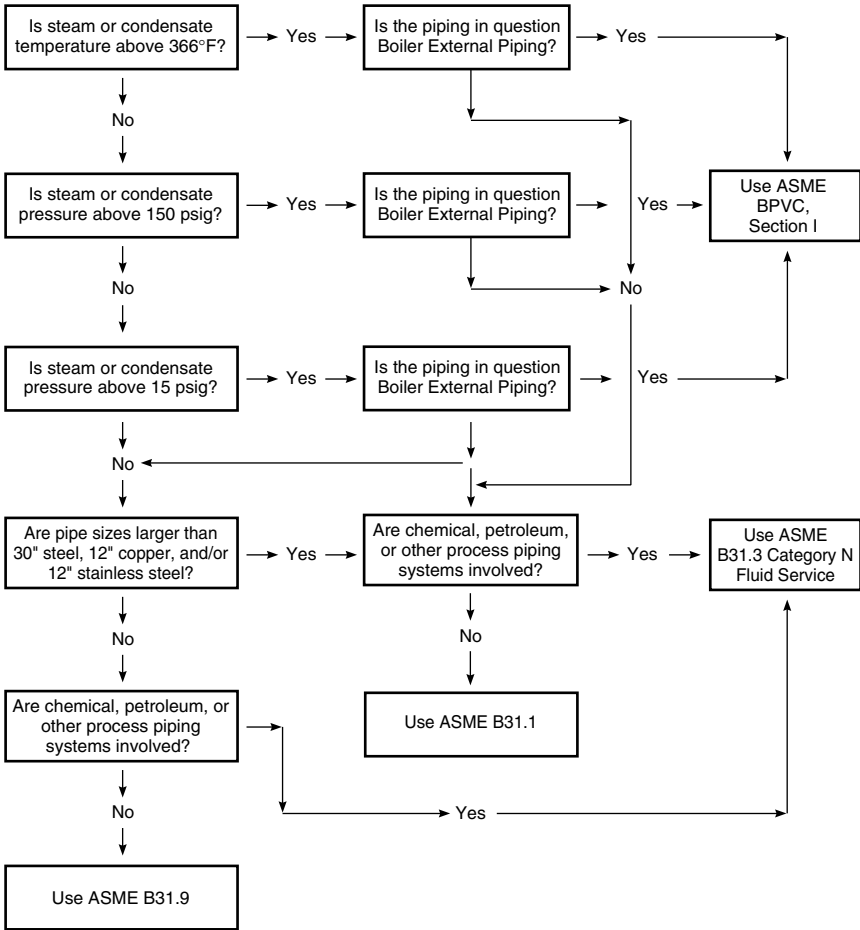 Is steam or condensate
temperature above 366°F?
Yes
Is the piping in question
Boiler External Piping?
Yes
No
Is steam or condensate
pressure above 150 psig?
Yes
Is the piping in question
Boiler External Piping?
Yes
Use ASME
BPVC,
Section I
No
No
Is steam or condensate
pressure above 15 psig?
Yes
Is the piping in question
Boiler External Piping?
Yes
No
Are pipe sizes larger than
30" steel, 12" copper, and/or
12" stainless steel?
Yes
Are chemical, petroleum,
or other process piping
systems involved?
Yes
Use ASME
B31.3 Category N
Fluid Service
No
No
Are chemical, petroleum, or
other process piping
systems involved?
Use ASME B31.1
No
Yes
Use ASME B31.9